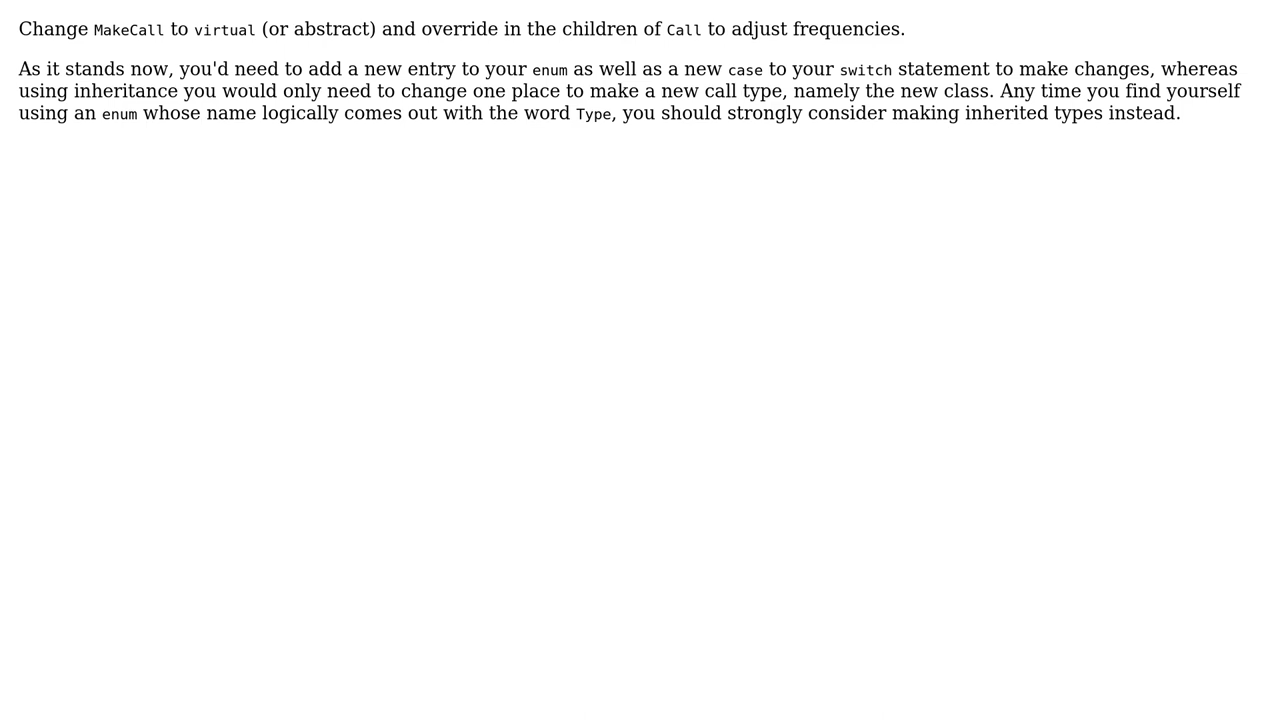 Change MakeCall to virtual (or abstract) and override in the children of Call to adjust frequencies.
As it stands now, you'd need to add a new entry to your enum as well as a new case to your switch statement to make changes, whereas
using inheritance you would only need to change one place to make a new call type, namely the new class. Any time you find yourself
using an enum whose name logically comes out with the word Type, you should strongly consider making inherited types instead.